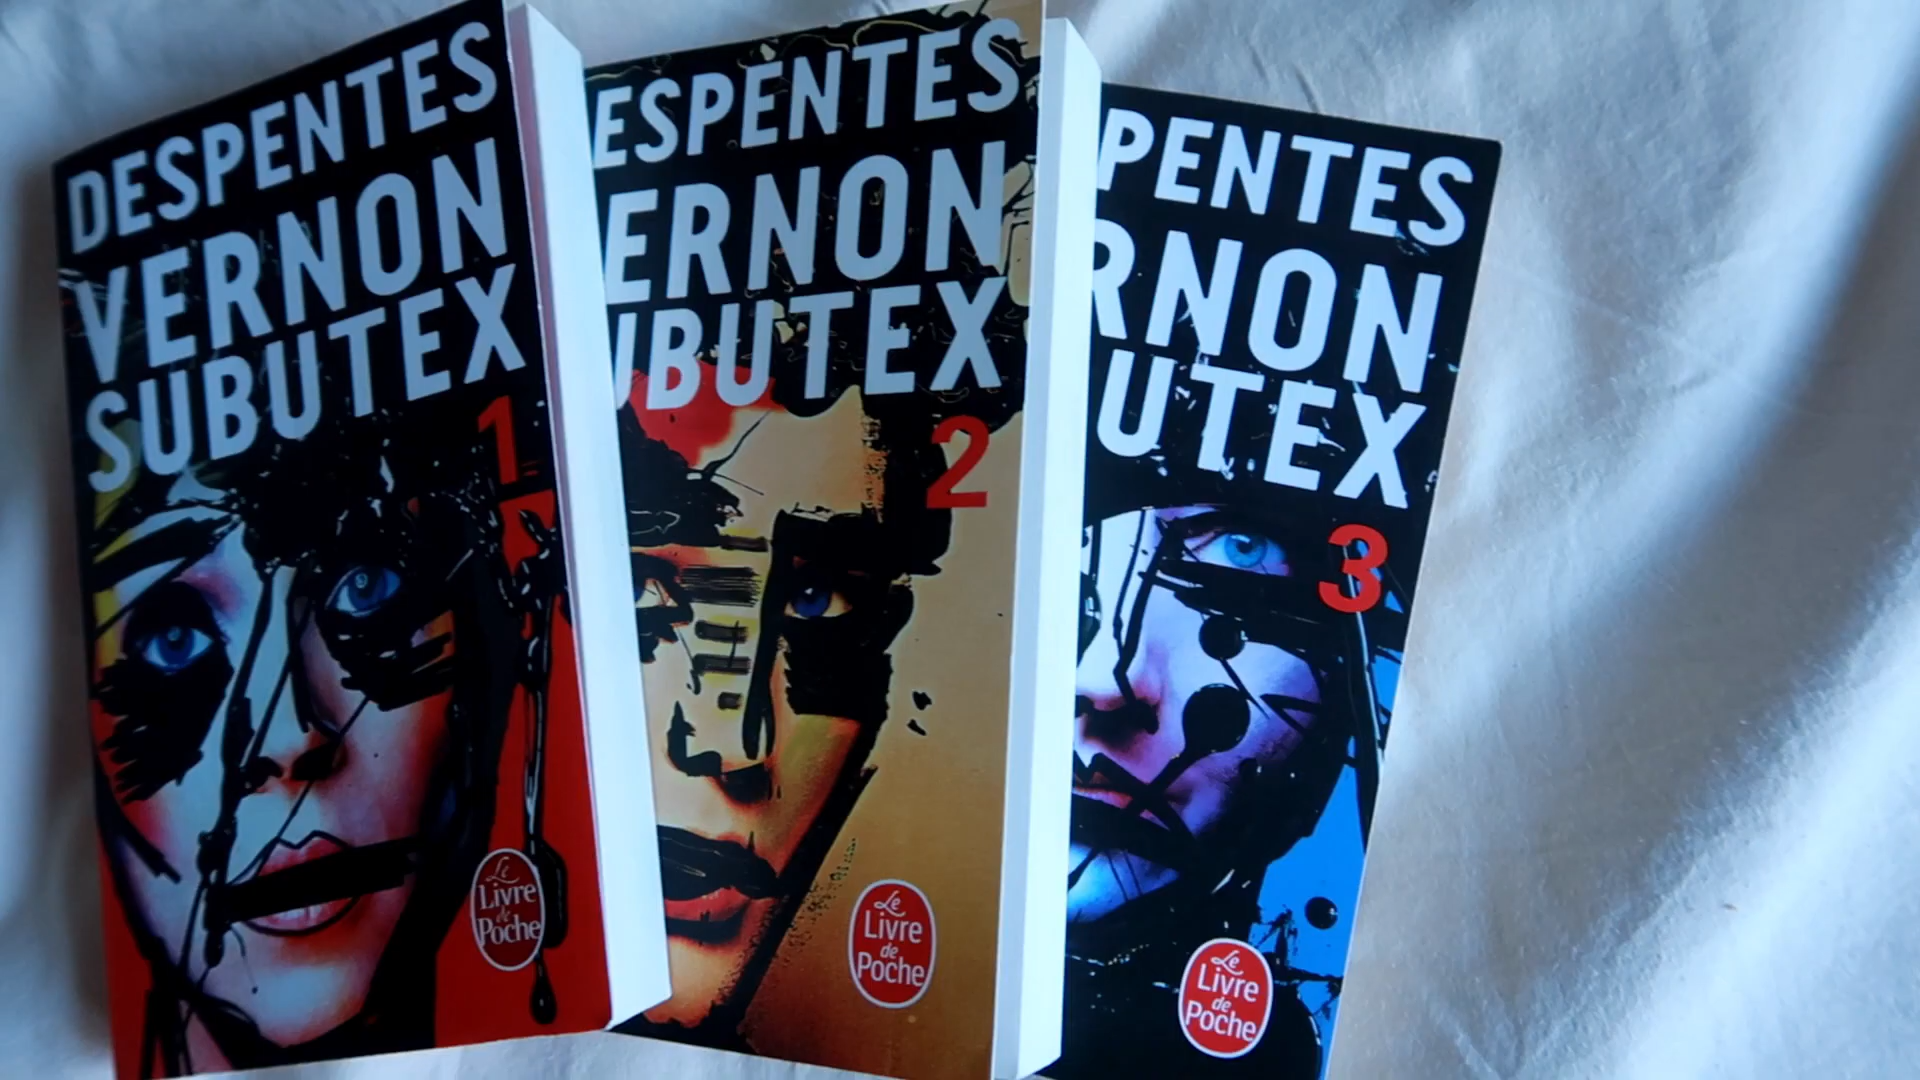 DESPENTES
VERNON
SUBUTEX
1
Le
Livre
de
Poche
ESPENTES
ERNON
UBUTEX
2
Le
Livre
de
Poche
PENTES
RNON
UTEX
3
Le
Livre
de
Poche